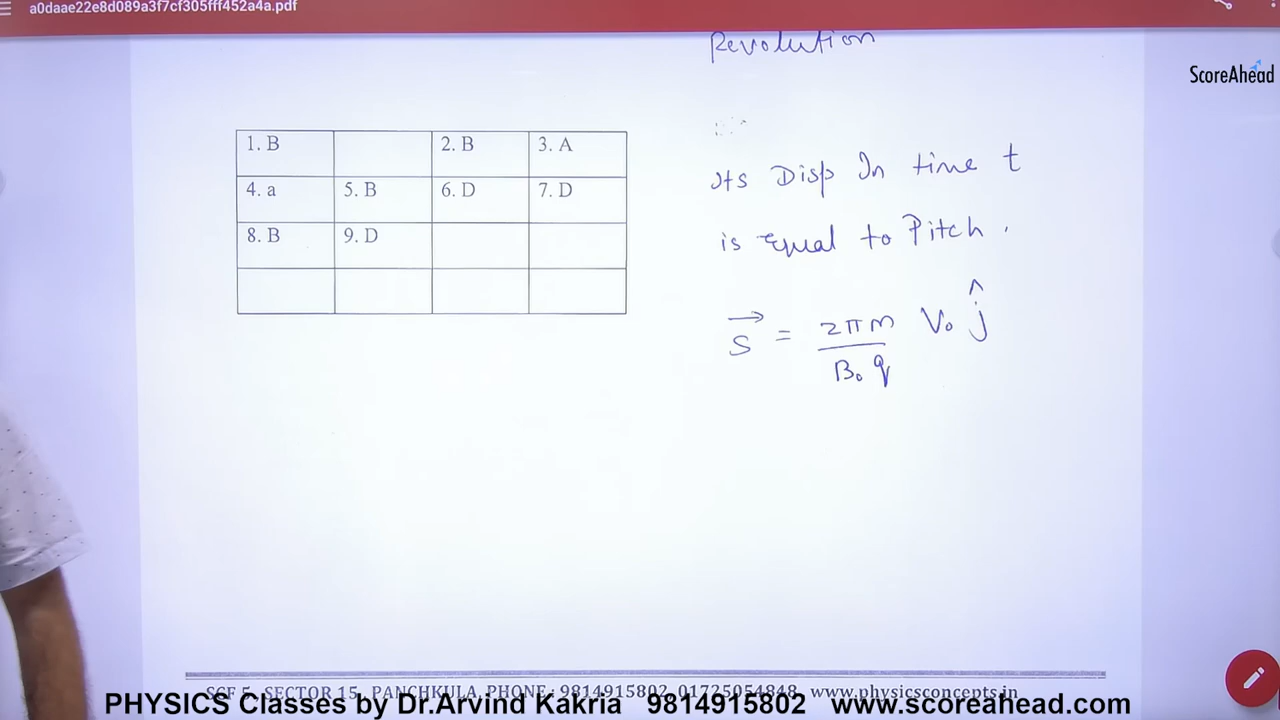 a0daae22e8d089a3f7cf305fff452a4a.pdf
Revolution
ScoreAhead
1. B 2. B 3. A
4. a 5. B 6. D 7. D
8. B 9. D
Its Disp In time t
is equal to Pitch .
S⃗ = 2πm / B₀q V₀ ĵ
SCF 5, SECTOR 15, PANCHKULA, PHONE: 9814915802, 01725054848, www.physicsconcepts.in
PHYSICS Classes by Dr.Arvind Kakria 9814915802 www.scoreahead.com